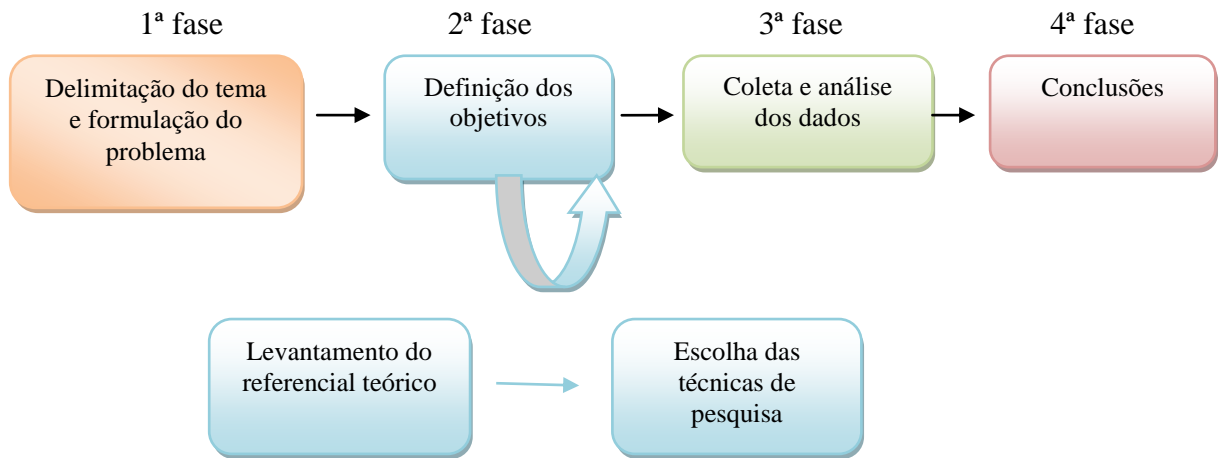 1ª fase
2ª fase
3ª fase
4ª fase
Delimitação do tema
e formulação do
problema
Definição dos
objetivos
Coleta e análise
dos dados
Conclusões
Levantamento do
referencial teórico
Escolha das
técnicas de
pesquisa